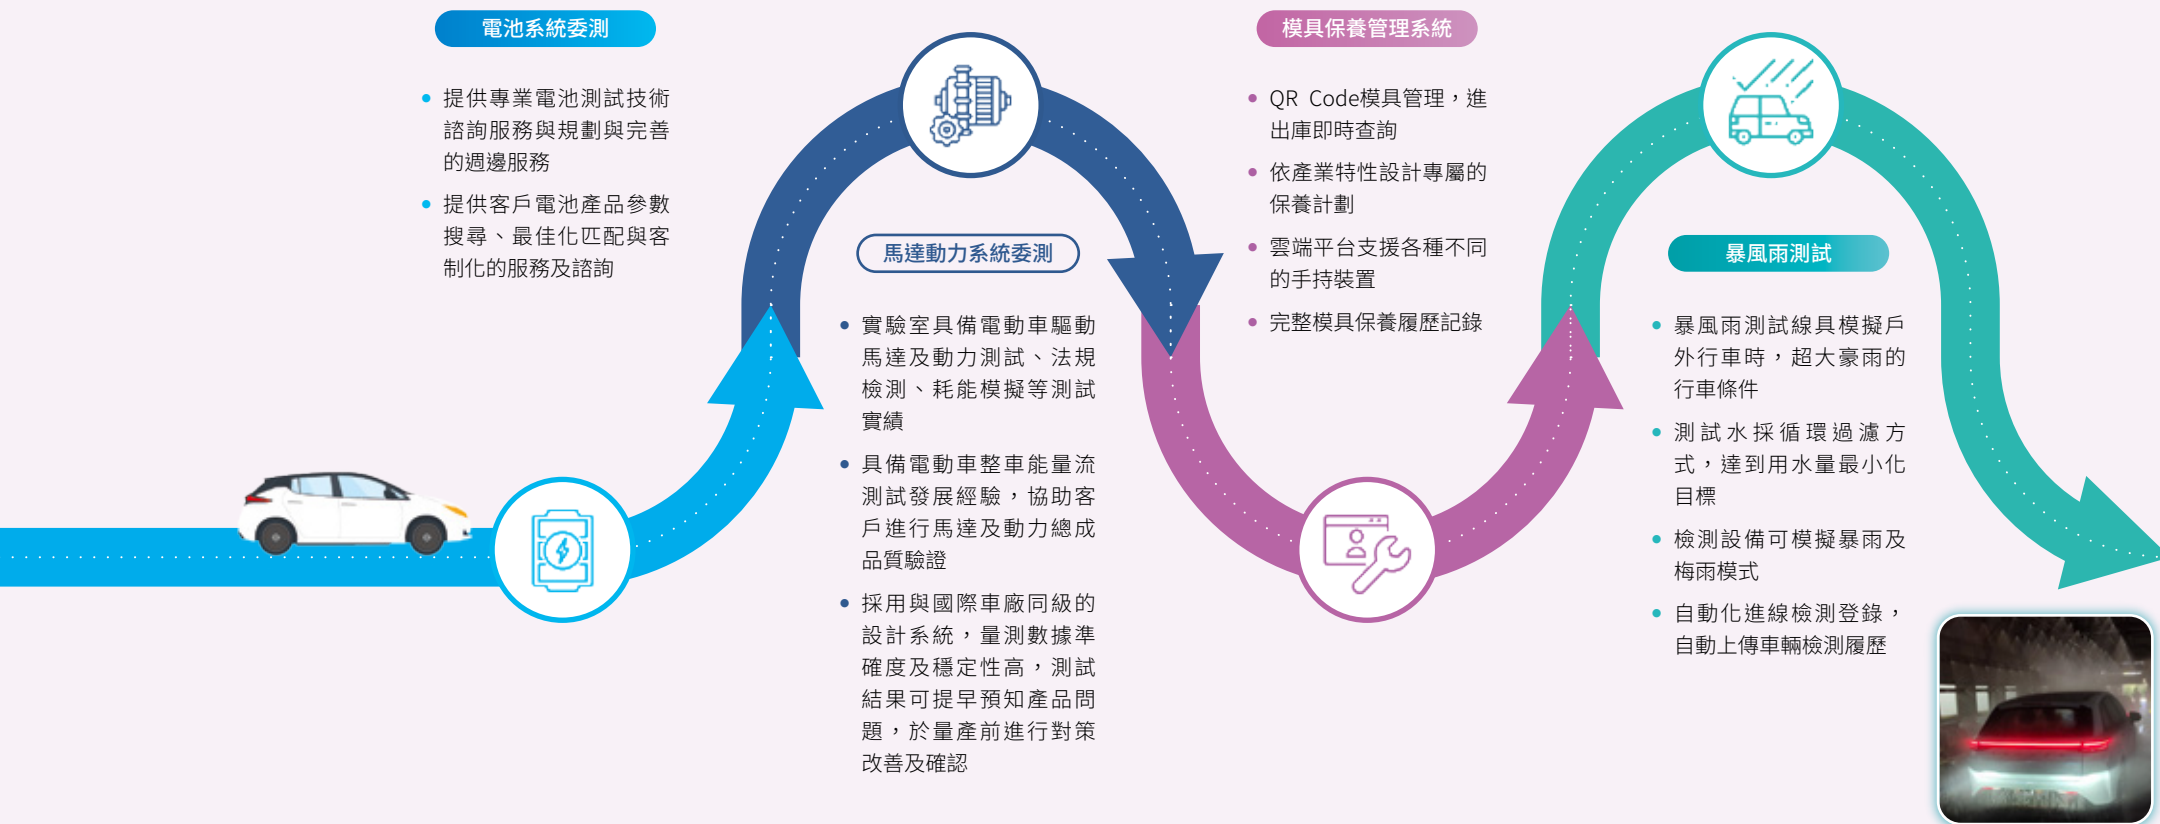 電池系統委測
提供專業電池測試技術
諮詢服務與規劃與完善
的週邊服務
提供客戶電池產品參數
搜尋、最佳化匹配與客
制化的服務及諮詢
馬達動力系統委測
實驗室具備電動車驅動
馬達及動力測試、法規
檢測、耗能模擬等測試
實績
具備電動車整車能量流
測試發展經驗，協助客
戶進行馬達及動力總成
品質驗證
採用與國際車廠同級的
設計系統，量測數據準
確度及穩定性高，測試
結果可提早預知產品問
題，於量產前進行對策
改善及確認
模具保養管理系統
QR Code模具管理，進
出庫即時查詢
依產業特性設計專屬的
保養計劃
雲端平台支援各種不同
的手持裝置
完整模具保養履歷記錄
暴風雨測試
暴風雨測試線具模擬戶
外行車時，超大豪雨的
行車條件
測試水採循環過濾方
式，達到用水量最小化
目標
檢測設備可模擬暴雨及
梅雨模式
自動化進線檢測登錄，
自動上傳車輛檢測履歷